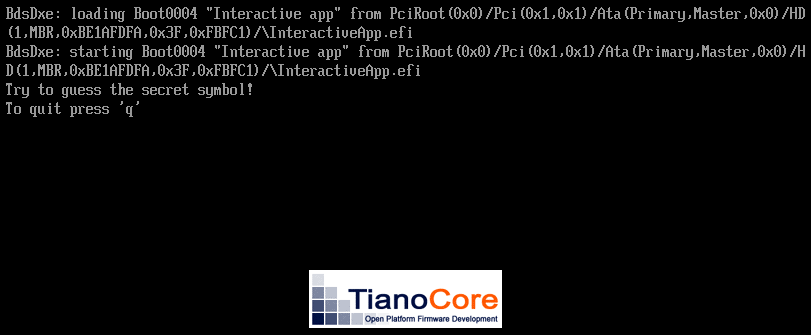 BdsDxe: loading Boot0004 "Interactive app" from PciRoot(0x0)/Pci(0x1,0x1)/Ata(Primary,Master,0x0)/HD
(1,MBR,0xBE1AFDFA,0x3F,0xFBFC1)/\InteractiveApp.efi
BdsDxe: starting Boot0004 "Interactive app" from PciRoot(0x0)/Pci(0x1,0x1)/Ata(Primary,Master,0x0)/H
D(1,MBR,0xBE1AFDFA,0x3F,0xFBFC1)/\InteractiveApp.efi
Try to guess the secret symbol!
To quit press 'q'
TianoCore
Open Platform Firmware Development